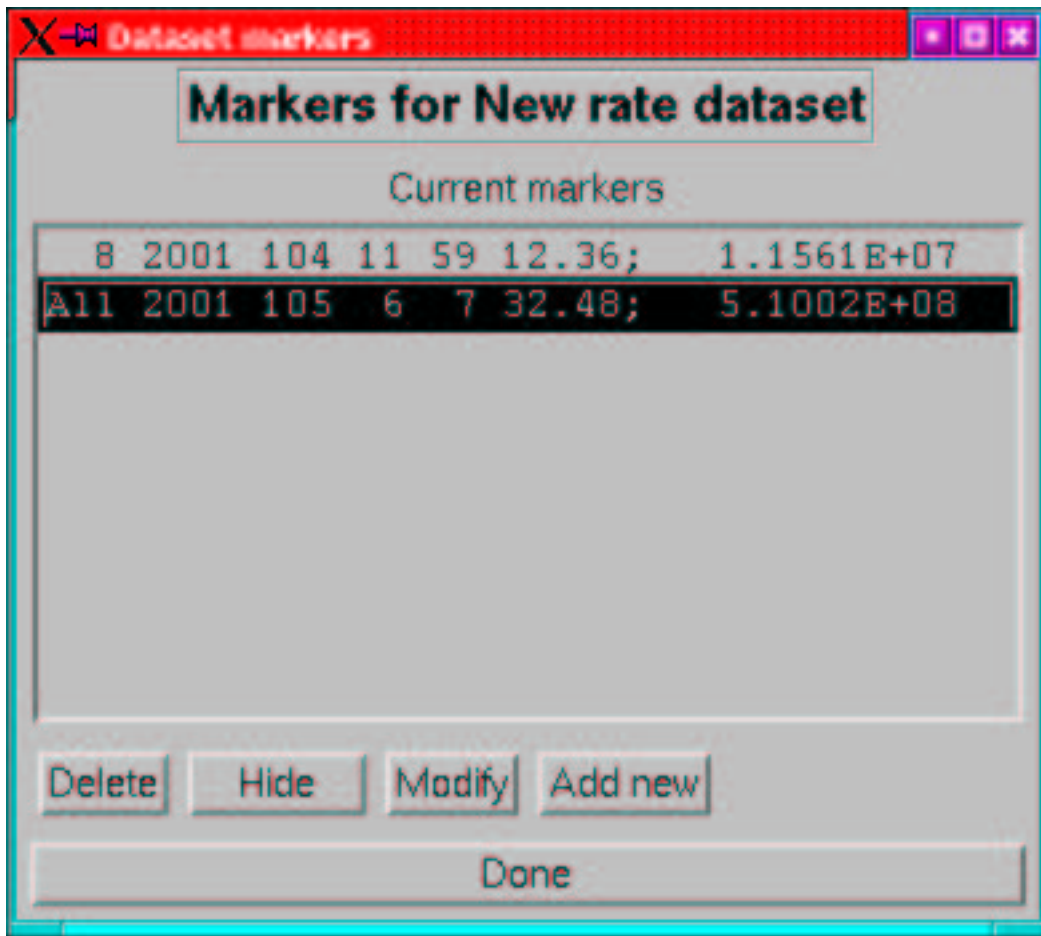 Dataset markers
Markers for New rate dataset
Current markers
8 2001 104 11 59 12.36; 1.1561E+07
All 2001 105 6 7 32.48; 5.1002E+08
Delete Hide Modify Add new
Done